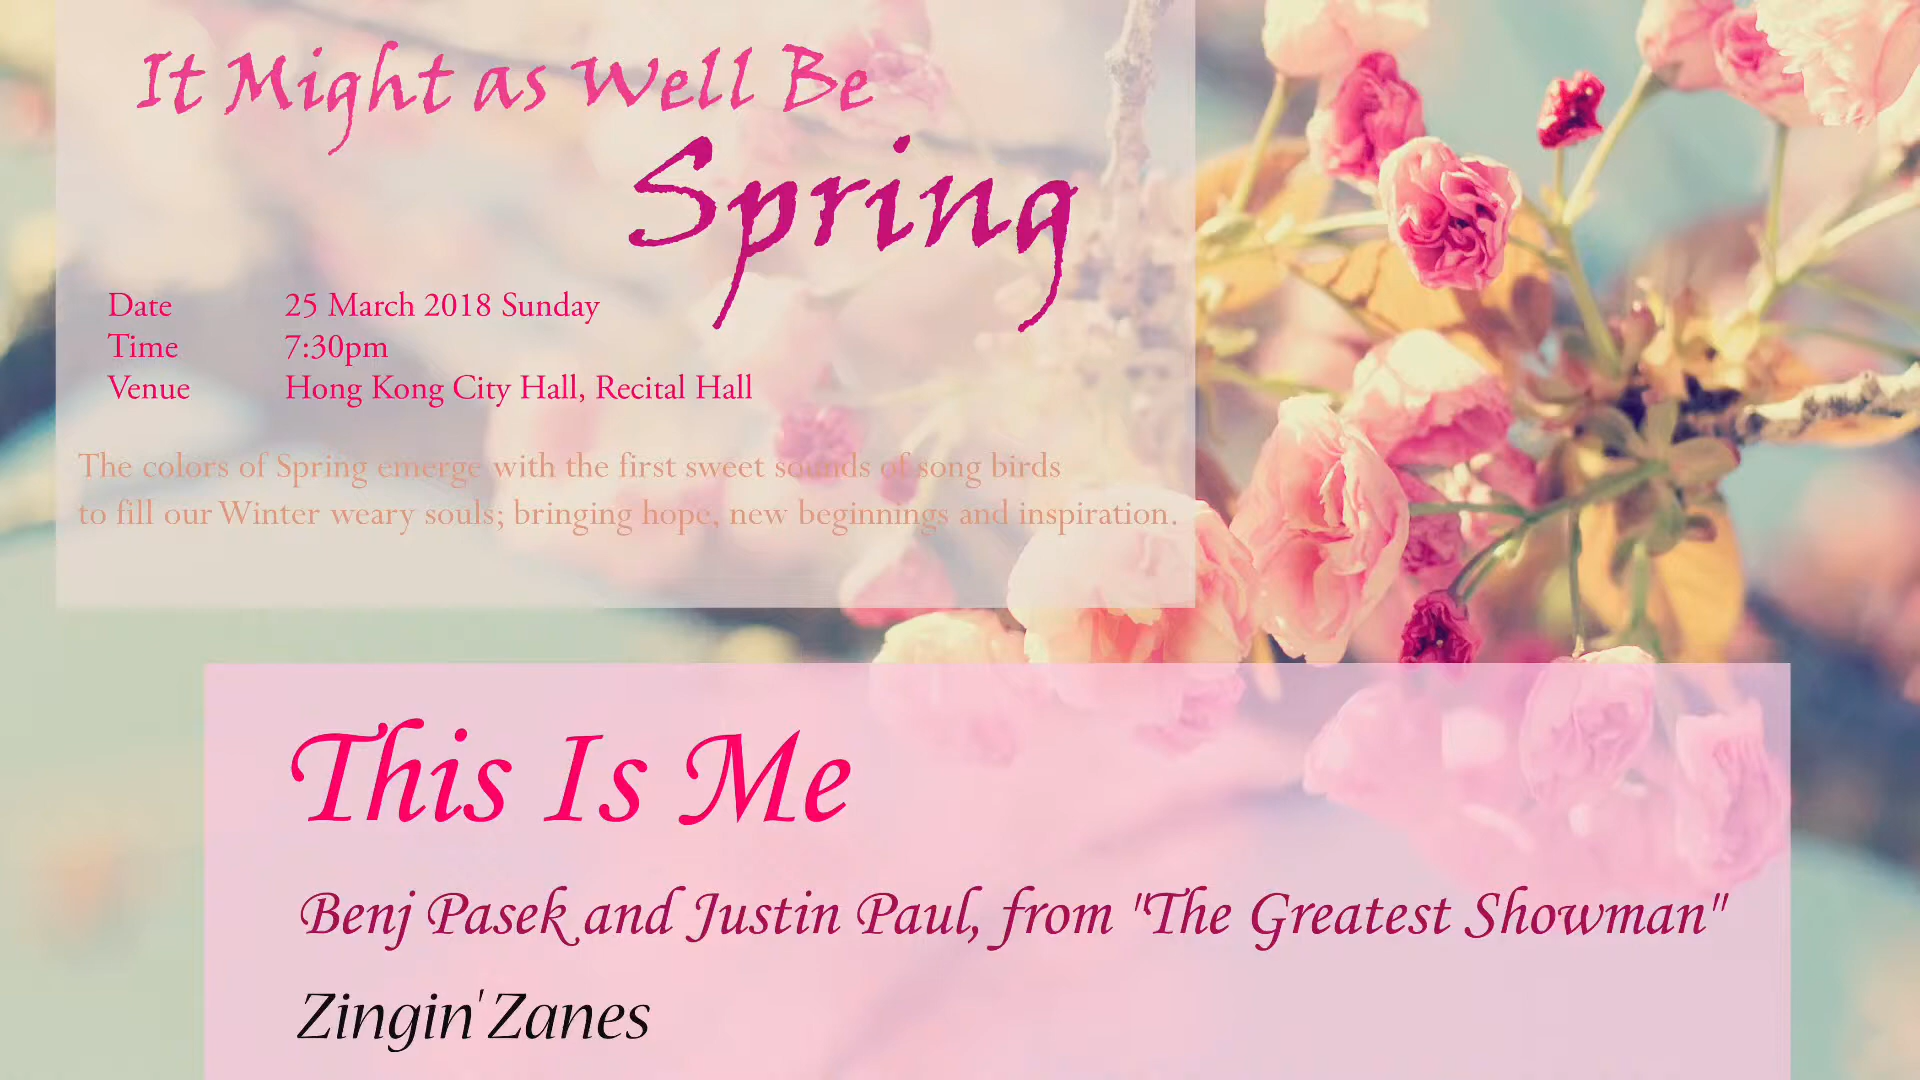 It Might as Well Be
Spring
Date 25 March 2018 Sunday
Time 7:30pm
Venue Hong Kong City Hall, Recital Hall
The colors of Spring emerge with the first sweet sounds of song birds
to fill our Winter weary souls; bringing hope, new beginnings and inspiration.
This Is Me
Benj Pasek and Justin Paul, from "The Greatest Showman"
Zingin' Zanes